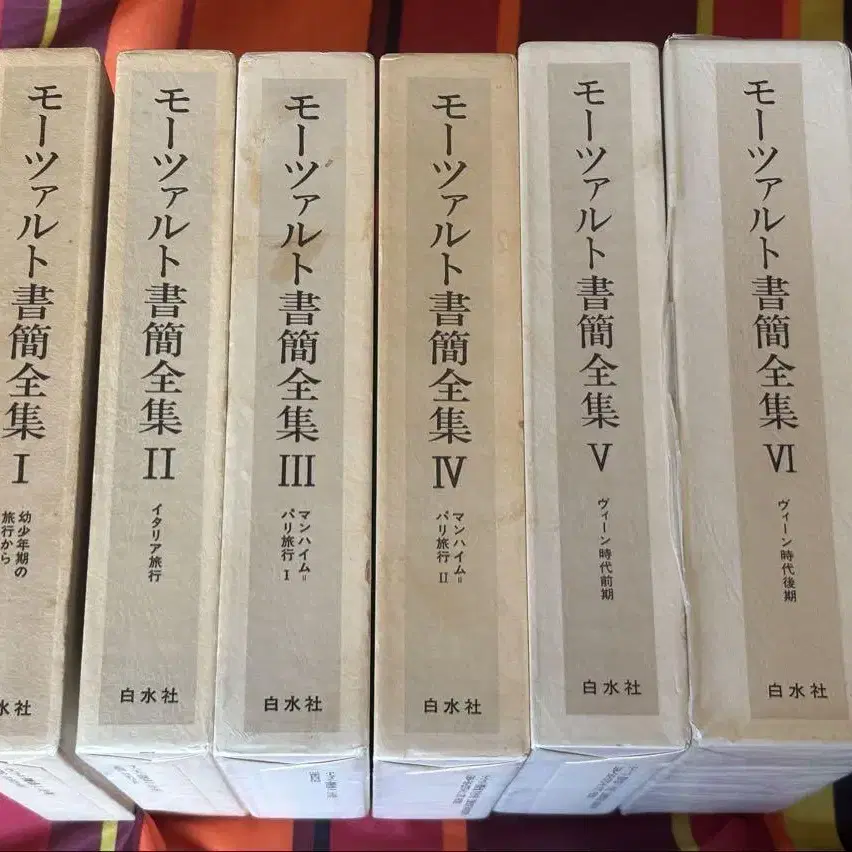 モーツァルト書簡全集 I
幼少年期の
旅行から
水社
モーツァルト書簡全集 II
イタリア旅行
白水社
モーツァルト書簡全集 III
マンハイム=
パリ旅行 I
白水社
モーツァルト書簡全集 IV
マンハイム=
パリ旅行 II
白水社
モーツァルト書簡全集 V
ヴィーン時代前期
白水社
モーツァルト書簡全集 VI
ヴィーン時代後期
白水社